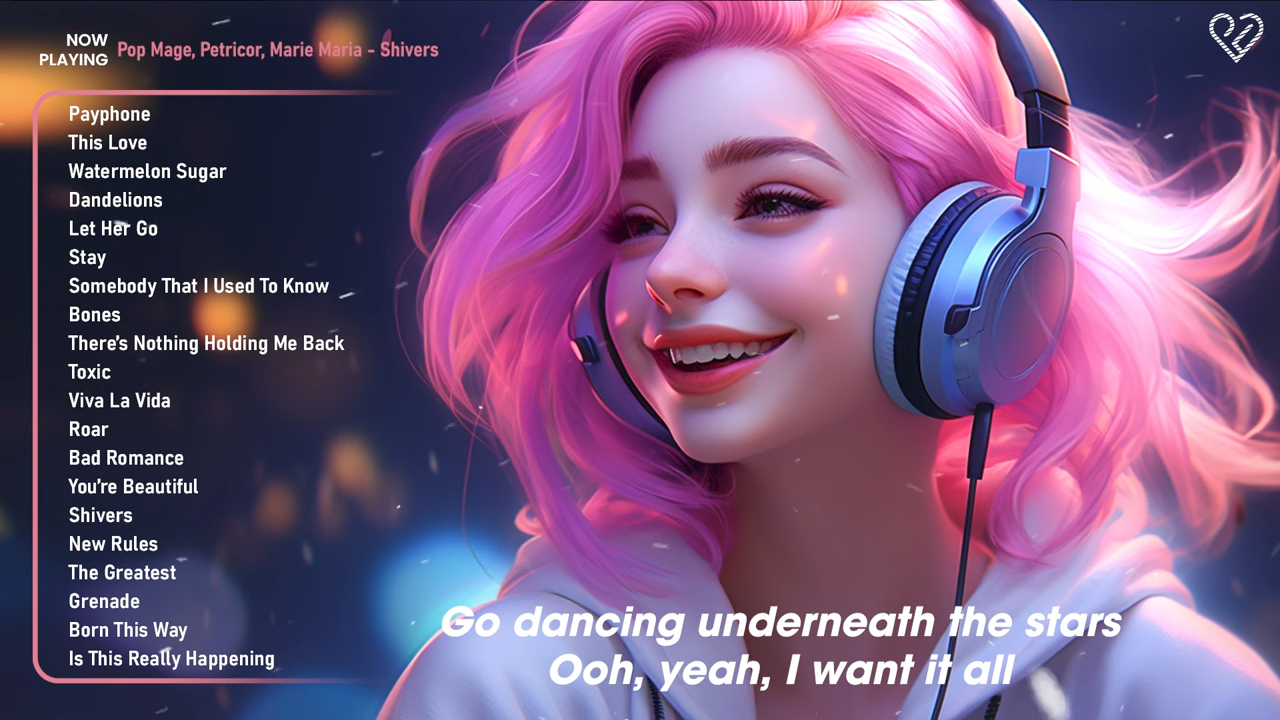 NOW
PLAYING
Pop Mage, Petricor, Marie Maria - Shivers
Payphone
This Love
Watermelon Sugar
Dandelions
Let Her Go
Stay
Somebody That I Used To Know
Bones
There's Nothing Holding Me Back
Toxic
Viva La Vida
Roar
Bad Romance
You're Beautiful
Shivers
New Rules
The Greatest
Grenade
Born This Way
Is This Really Happening
Go dancing underneath the stars
Ooh, yeah, I want it all